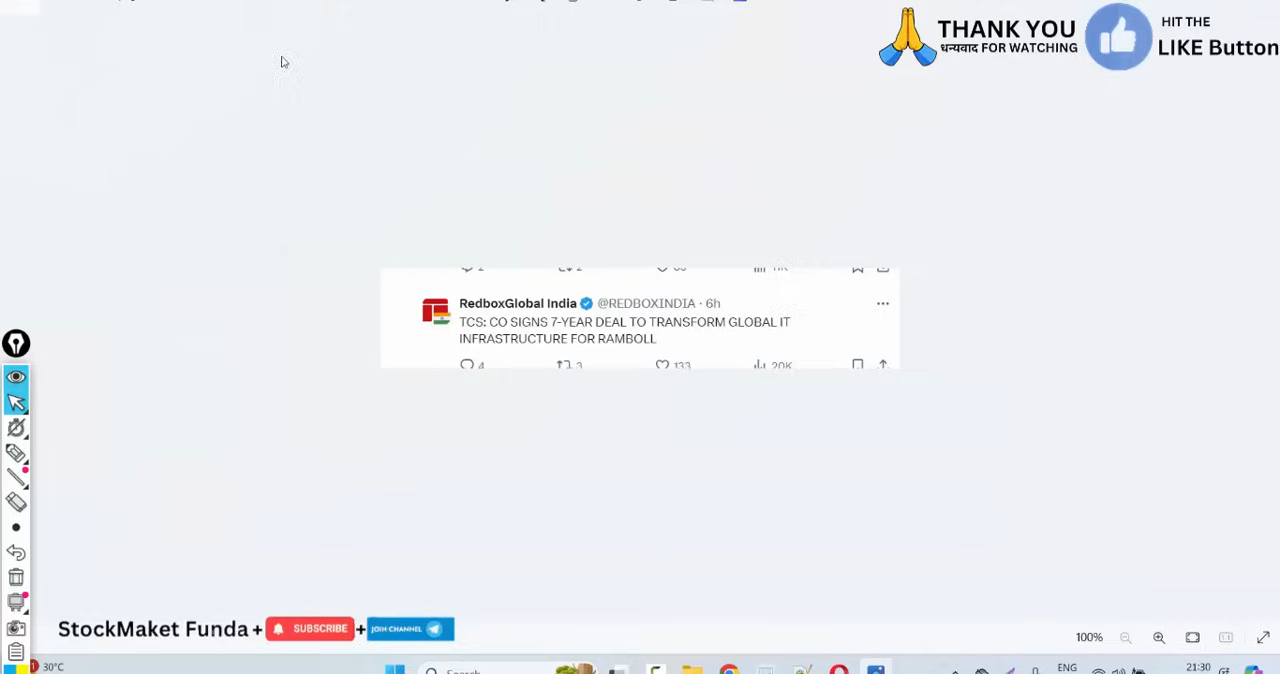 THANK YOU
धन्यवाद FOR WATCHING
HIT THE
LIKE Button
RedboxGlobal India @REDBOXINDIA · 6h
TCS: CO SIGNS 7-YEAR DEAL TO TRANSFORM GLOBAL IT
INFRASTRUCTURE FOR RAMBOLL
4 3 133 20K
StockMaket Funda + SUBSCRIBE + JOIN CHANNEL
100%
1 30°C
Search
ENG
21:30